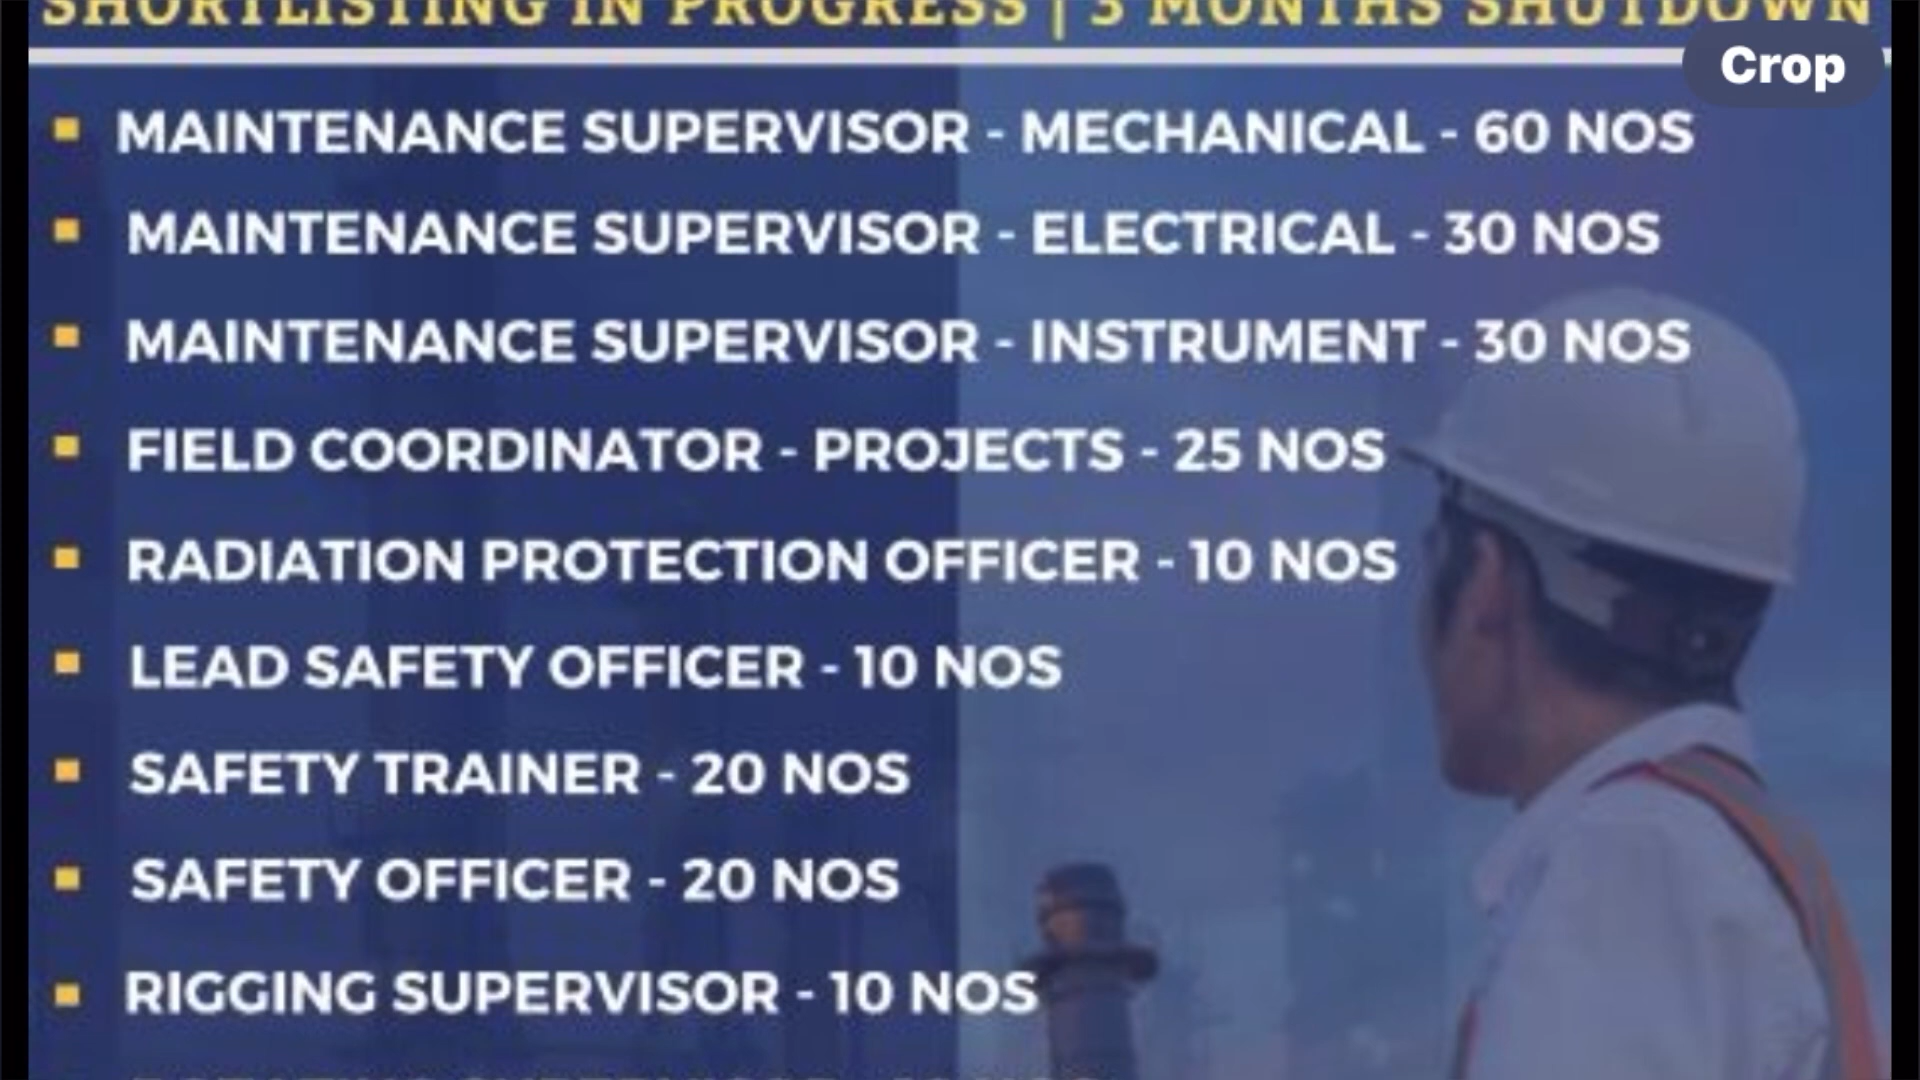 SHORTLISTING IN PROGRESS | 3 MONTHS SHUTDOWN
Crop
MAINTENANCE SUPERVISOR - MECHANICAL - 60 NOS
MAINTENANCE SUPERVISOR - ELECTRICAL - 30 NOS
MAINTENANCE SUPERVISOR - INSTRUMENT - 30 NOS
FIELD COORDINATOR - PROJECTS - 25 NOS
RADIATION PROTECTION OFFICER - 10 NOS
LEAD SAFETY OFFICER - 10 NOS
SAFETY TRAINER - 20 NOS
SAFETY OFFICER - 20 NOS
RIGGING SUPERVISOR - 10 NOS